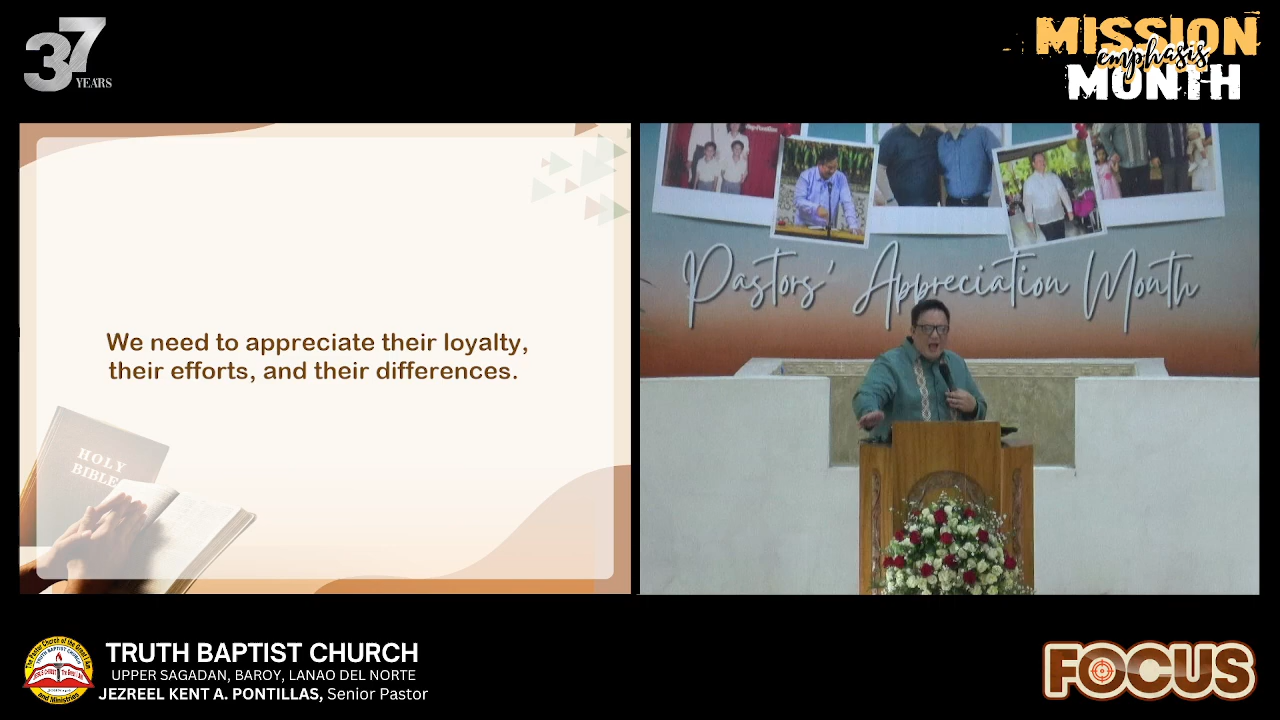 37
YEARS
MISSION
emphasis
MONTH
We need to appreciate their loyalty,
their efforts, and their differences.
HOLY
BIBLE
Pastors' Appreciation Month
TRUTH BAPTIST CHURCH
UPPER SAGADAN, BAROY, LANAO DEL NORTE
JEZREEL KENT A. PONTILLAS, Senior Pastor
FOCUS